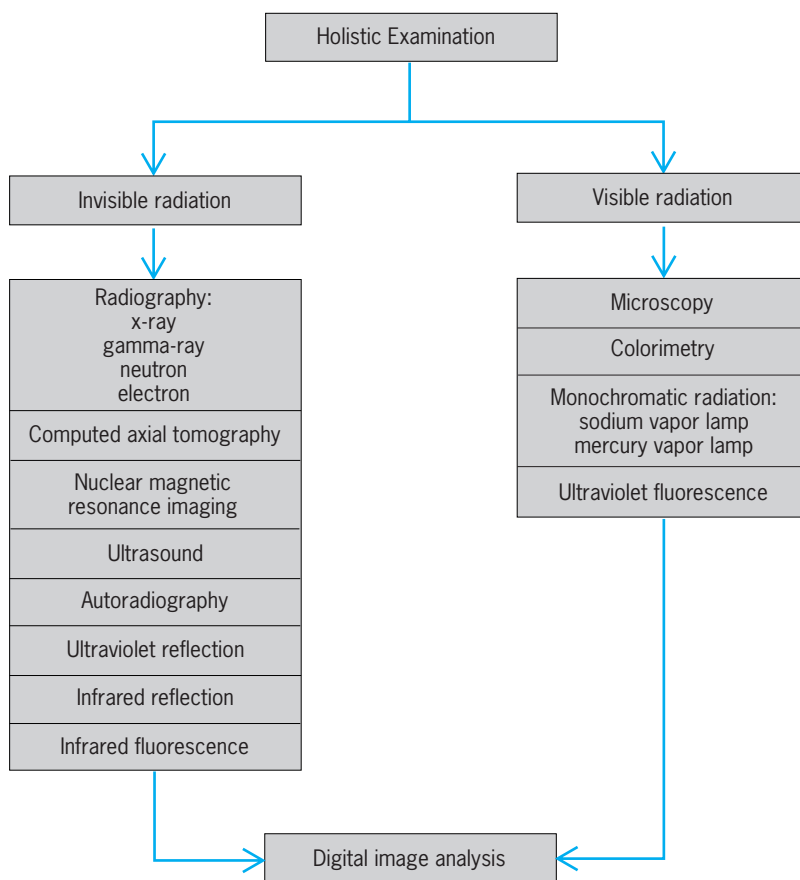 Holistic Examination
Invisible radiation
Visible radiation
Radiography:
x-ray
gamma-ray
neutron
electron
Computed axial tomography
Nuclear magnetic
resonance imaging
Ultrasound
Autoradiography
Ultraviolet reflection
Infrared reflection
Infrared fluorescence
Microscopy
Colorimetry
Monochromatic radiation:
sodium vapor lamp
mercury vapor lamp
Ultraviolet fluorescence
Digital image analysis